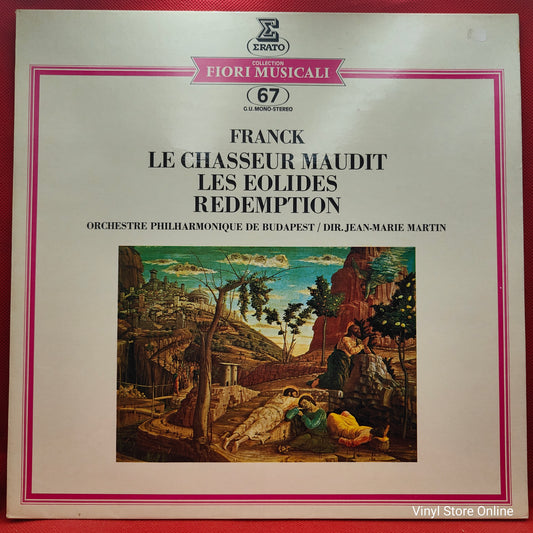 ERATO
COLLECTION
FIORI MUSICALI
67
G.U. MONO-STEREO
FRANCK
LE CHASSEUR MAUDIT
LES EOLIDES
REDEMPTION
ORCHESTRE PHILHARMONIQUE DE BUDAPEST / DIR. JEAN-MARIE MARTIN
Vinyl Store Online